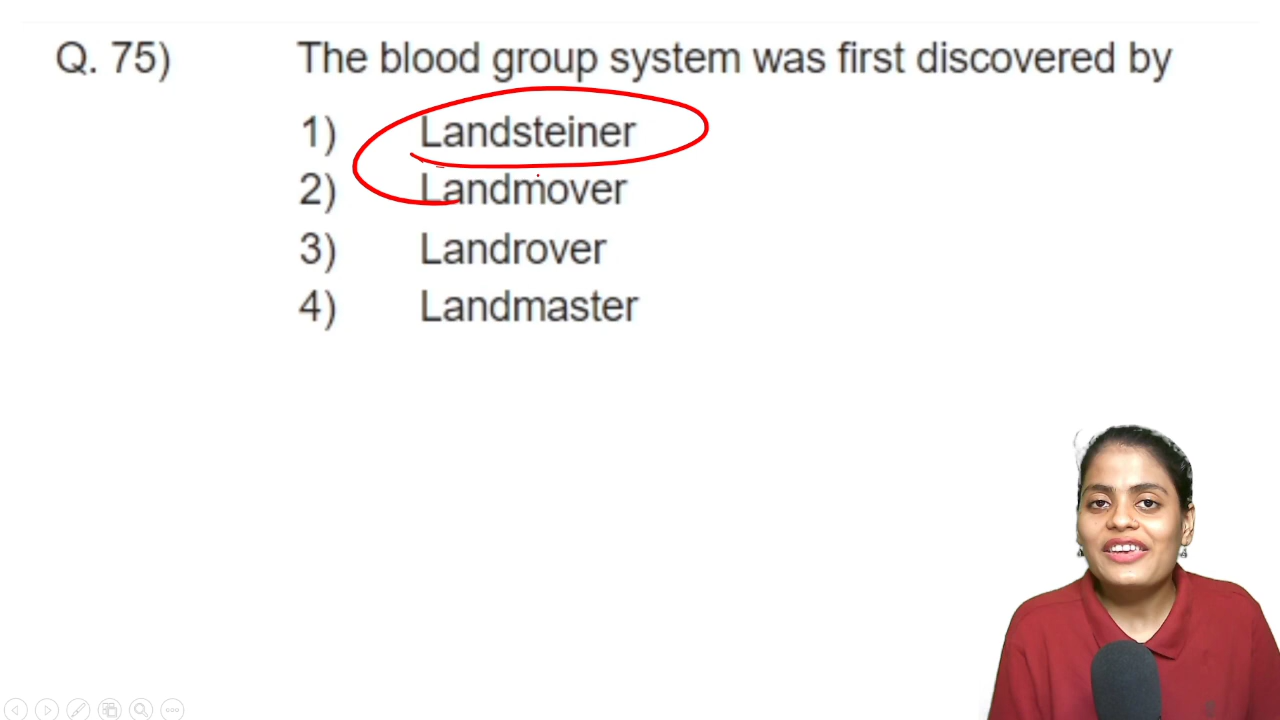 Q. 75) The blood group system was first discovered by
1) Landsteiner
2) Landmover
3) Landrover
4) Landmaster